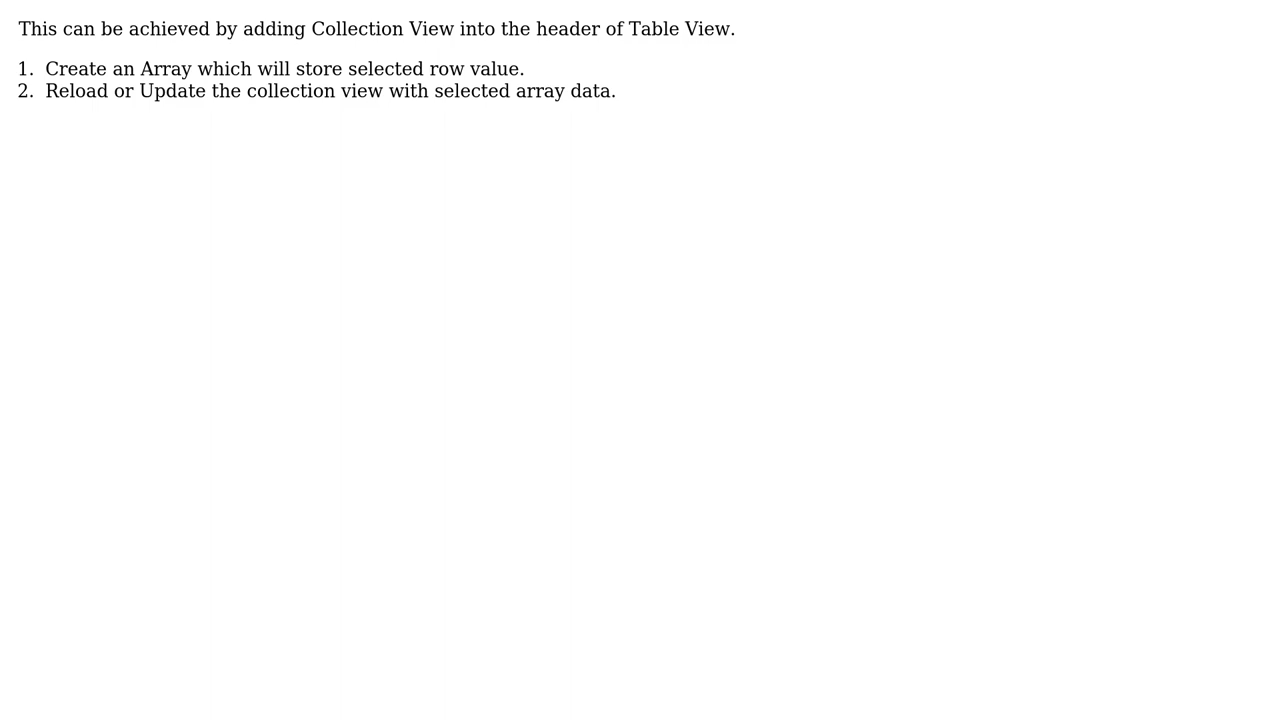 This can be achieved by adding Collection View into the header of Table View.
1. Create an Array which will store selected row value.
2. Reload or Update the collection view with selected array data.